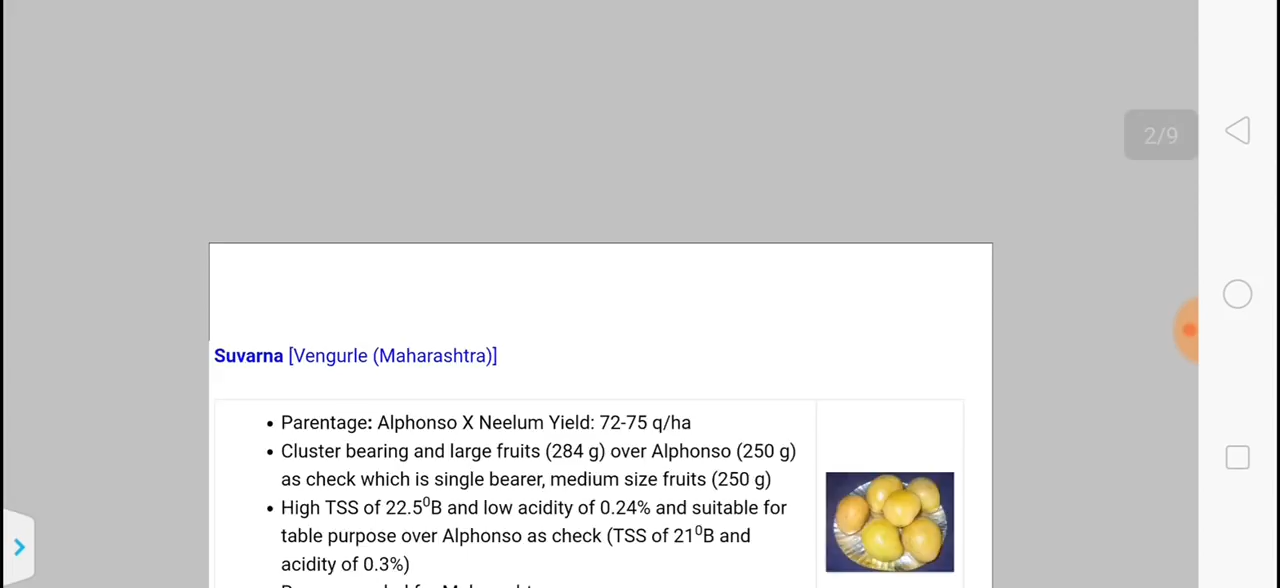 2/9
Suvarna [Vengurle (Maharashtra)]
• Parentage: Alphonso X Neelum Yield: 72-75 q/ha
• Cluster bearing and large fruits (284 g) over Alphonso (250 g)
as check which is single bearer, medium size fruits (250 g)
• High TSS of 22.5⁰B and low acidity of 0.24% and suitable for
table purpose over Alphonso as check (TSS of 21⁰B and
acidity of 0.3%)